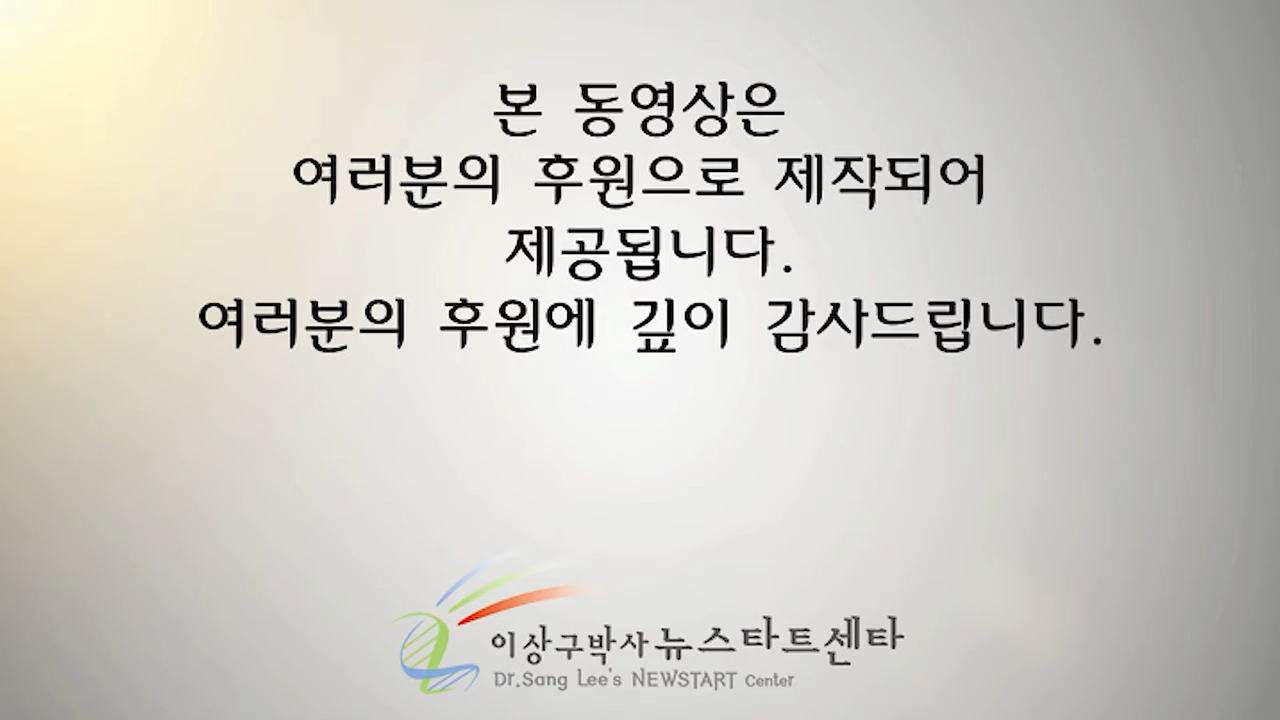 본 동영상은
여러분의 후원으로 제작되어
제공됩니다.
여러분의 후원에 깊이 감사드립니다.
이상구박사 뉴스타트센타
Dr.Sang Lee's NEWSTART Center